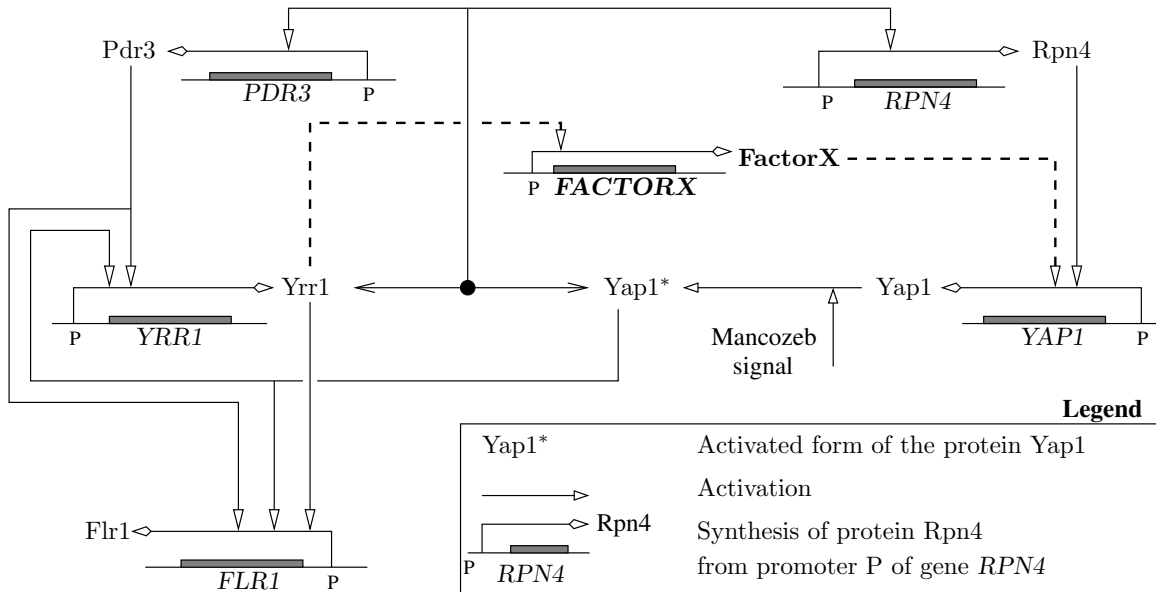 Pdr3
P
PDR3
Rpn4
P
RPN4
FactorX
P
FACTORX
Yrr1
Yap1*
Yap1
P
YRR1
Mancozeb
signal
YAP1
P
Legend
Yap1* Activated form of the protein Yap1
Activation
Flr1
Rpn4 Synthesis of protein Rpn4
P RPN4 from promoter P of gene RPN4
FLR1
P